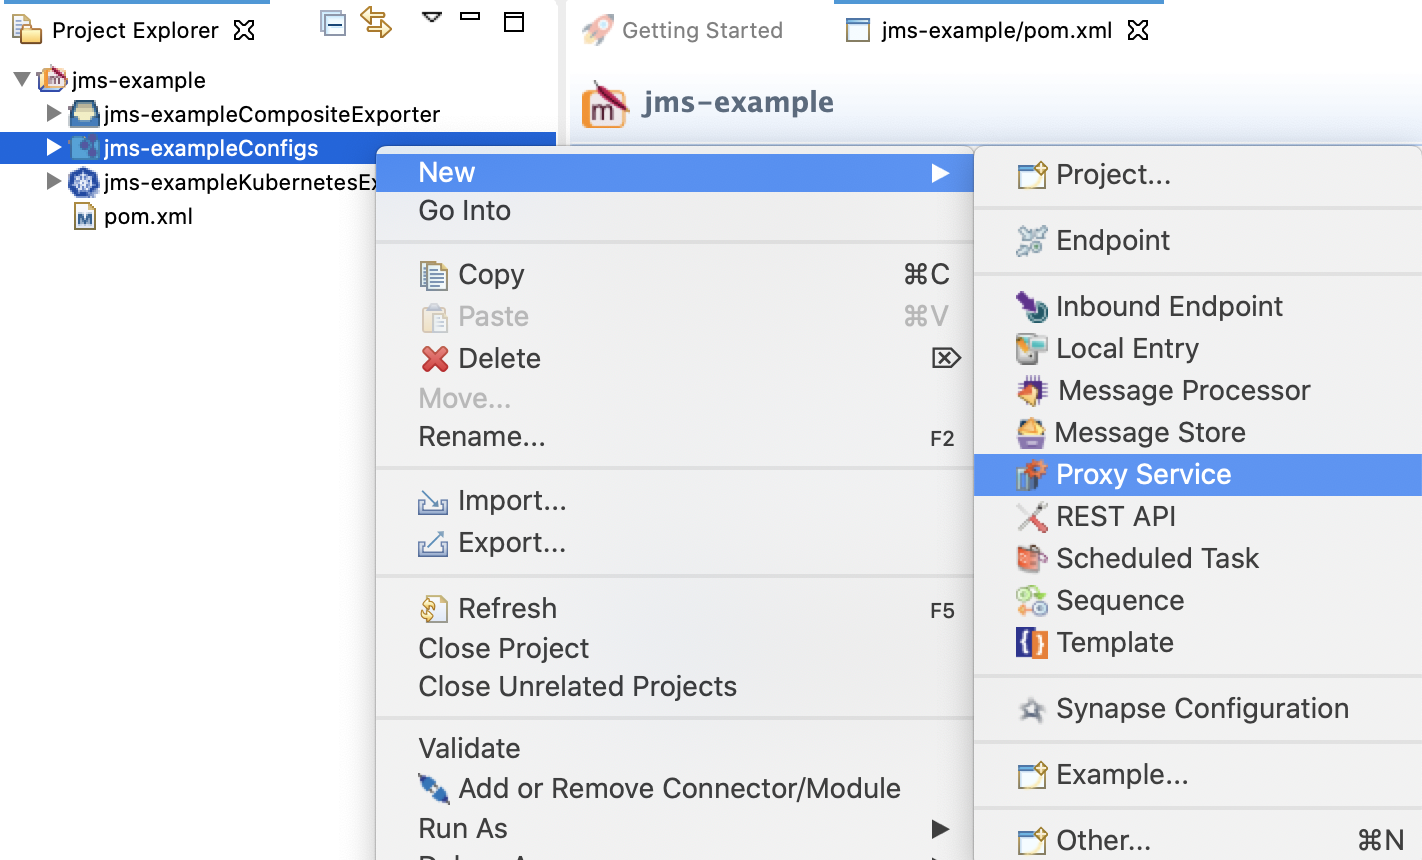 Project Explorer
Getting Started
jms-example/pom.xml
jms-example
jms-exampleCompositeExporter
jms-exampleConfigs
jms-exampleKubernetesEx
pom.xml
jms-example
New
Go Into
Copy ⌘C
Paste ⌘V
Delete ⌦
Move...
Rename... F2
Import...
Export...
Refresh F5
Close Project
Close Unrelated Projects
Validate
Add or Remove Connector/Module
Run As
Project...
Endpoint
Inbound Endpoint
Local Entry
Message Processor
Message Store
Proxy Service
REST API
Scheduled Task
Sequence
Template
Synapse Configuration
Example...
Other... ⌘N